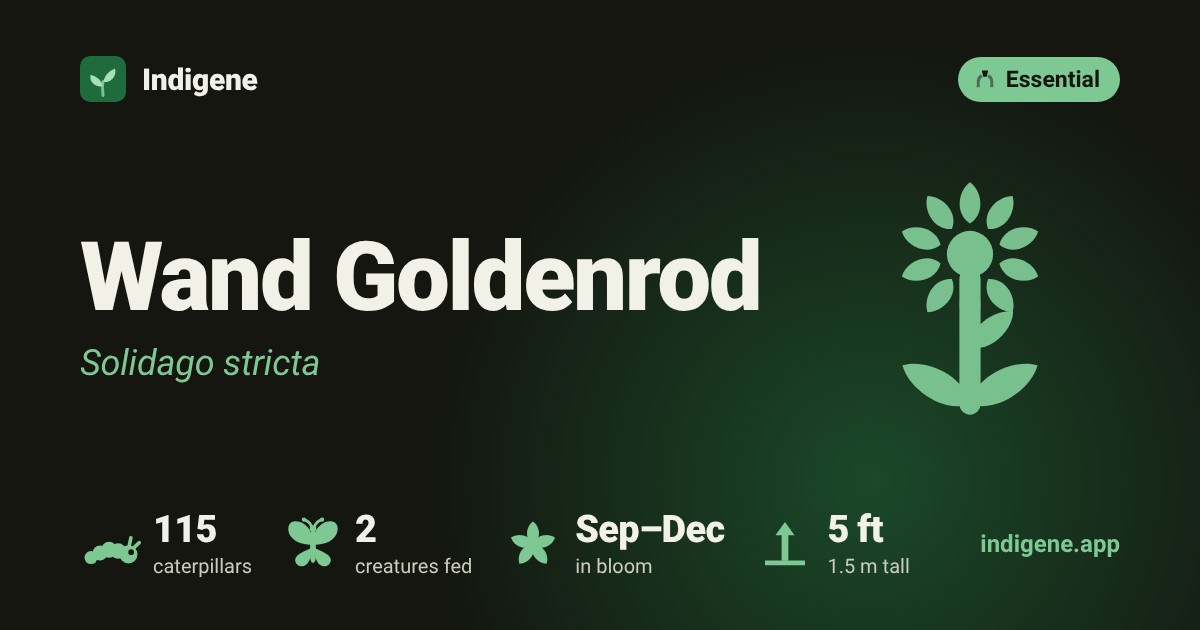 Indigene
Essential
Wand Goldenrod
Solidago stricta
115
caterpillars
2
creatures fed
Sep–Dec
in bloom
5 ft
1.5 m tall
indigene.app